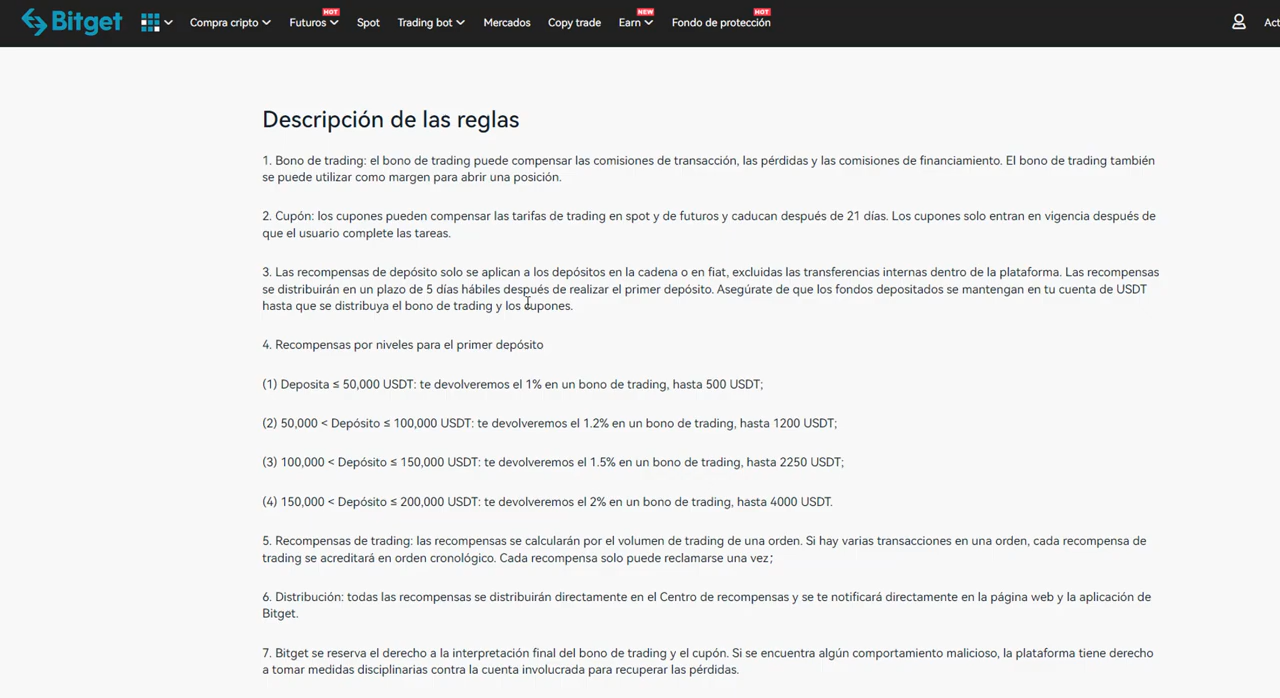 Bitget
Compra cripto
Futuros
HOT
Spot
Trading bot
Mercados
Copy trade
Earn
NEW
Fondo de protección
HOT
Act
Descripción de las reglas
1. Bono de trading: el bono de trading puede compensar las comisiones de transacción, las pérdidas y las comisiones de financiamiento. El bono de trading también
se puede utilizar como margen para abrir una posición.
2. Cupón: los cupones pueden compensar las tarifas de trading en spot y de futuros y caducan después de 21 días. Los cupones solo entran en vigencia después de
que el usuario complete las tareas.
3. Las recompensas de depósito solo se aplican a los depósitos en la cadena o en fiat, excluidas las transferencias internas dentro de la plataforma. Las recompensas
se distribuirán en un plazo de 5 días hábiles después de realizar el primer depósito. Asegúrate de que los fondos depositados se mantengan en tu cuenta de USDT
hasta que se distribuya el bono de trading y los cupones.
4. Recompensas por niveles para el primer depósito
(1) Deposita ≤ 50,000 USDT: te devolveremos el 1% en un bono de trading, hasta 500 USDT;
(2) 50,000 < Depósito ≤ 100,000 USDT: te devolveremos el 1.2% en un bono de trading, hasta 1200 USDT;
(3) 100,000 < Depósito ≤ 150,000 USDT: te devolveremos el 1.5% en un bono de trading, hasta 2250 USDT;
(4) 150,000 < Depósito ≤ 200,000 USDT: te devolveremos el 2% en un bono de trading, hasta 4000 USDT.
5. Recompensas de trading: las recompensas se calcularán por el volumen de trading de una orden. Si hay varias transacciones en una orden, cada recompensa de
trading se acreditará en orden cronológico. Cada recompensa solo puede reclamarse una vez;
6. Distribución: todas las recompensas se distribuirán directamente en el Centro de recompensas y se te notificará directamente en la página web y la aplicación de
Bitget.
7. Bitget se reserva el derecho a la interpretación final del bono de trading y el cupón. Si se encuentra algún comportamiento malicioso, la plataforma tiene derecho
a tomar medidas disciplinarias contra la cuenta involucrada para recuperar las pérdidas.